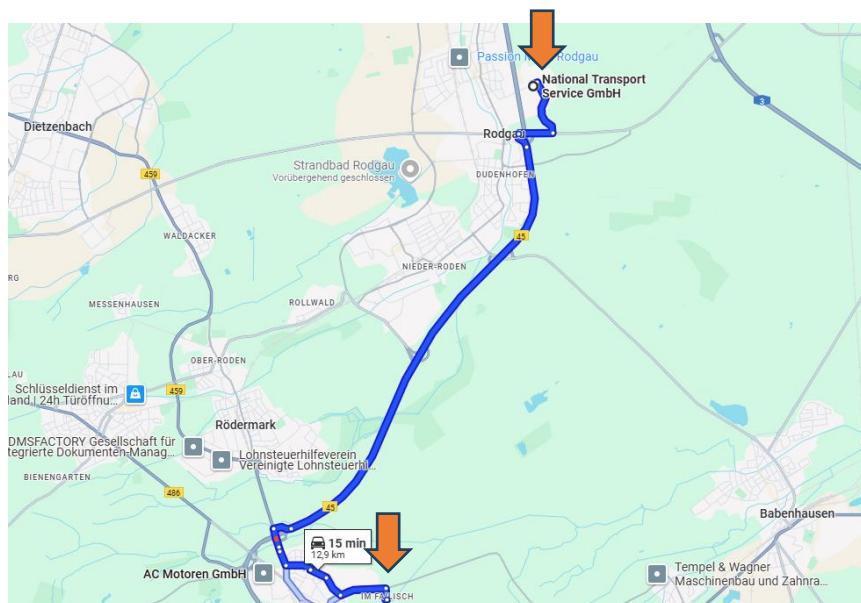 Passion
Rodgau
National Transport
Service GmbH
3
Dietzenbach
Rodgau
Strandbad Rodgau
Vorübergehend geschlossen
459
DUDENHOFEN
WALDACKER
45
RG
NIEDER-RODEN
MESSENHAUSEN
ROLLWALD
OBER-RODEN
LAU
Schlüsseldienst im
land | 24h Türöffnu...
459
Rödermark
DMSFACTORY Gesellschaft für
tegrierte Dokumenten-Manag...
Lohnsteuerhilfeverein
Vereinigte Lohnsteuerhi...
BIENENGARTEN
486
45
Babenhausen
15 min
12,9 km
AC Motoren GmbH
Tempel & Wagner
Maschinenbau und Zahnra...
IM FALISCH